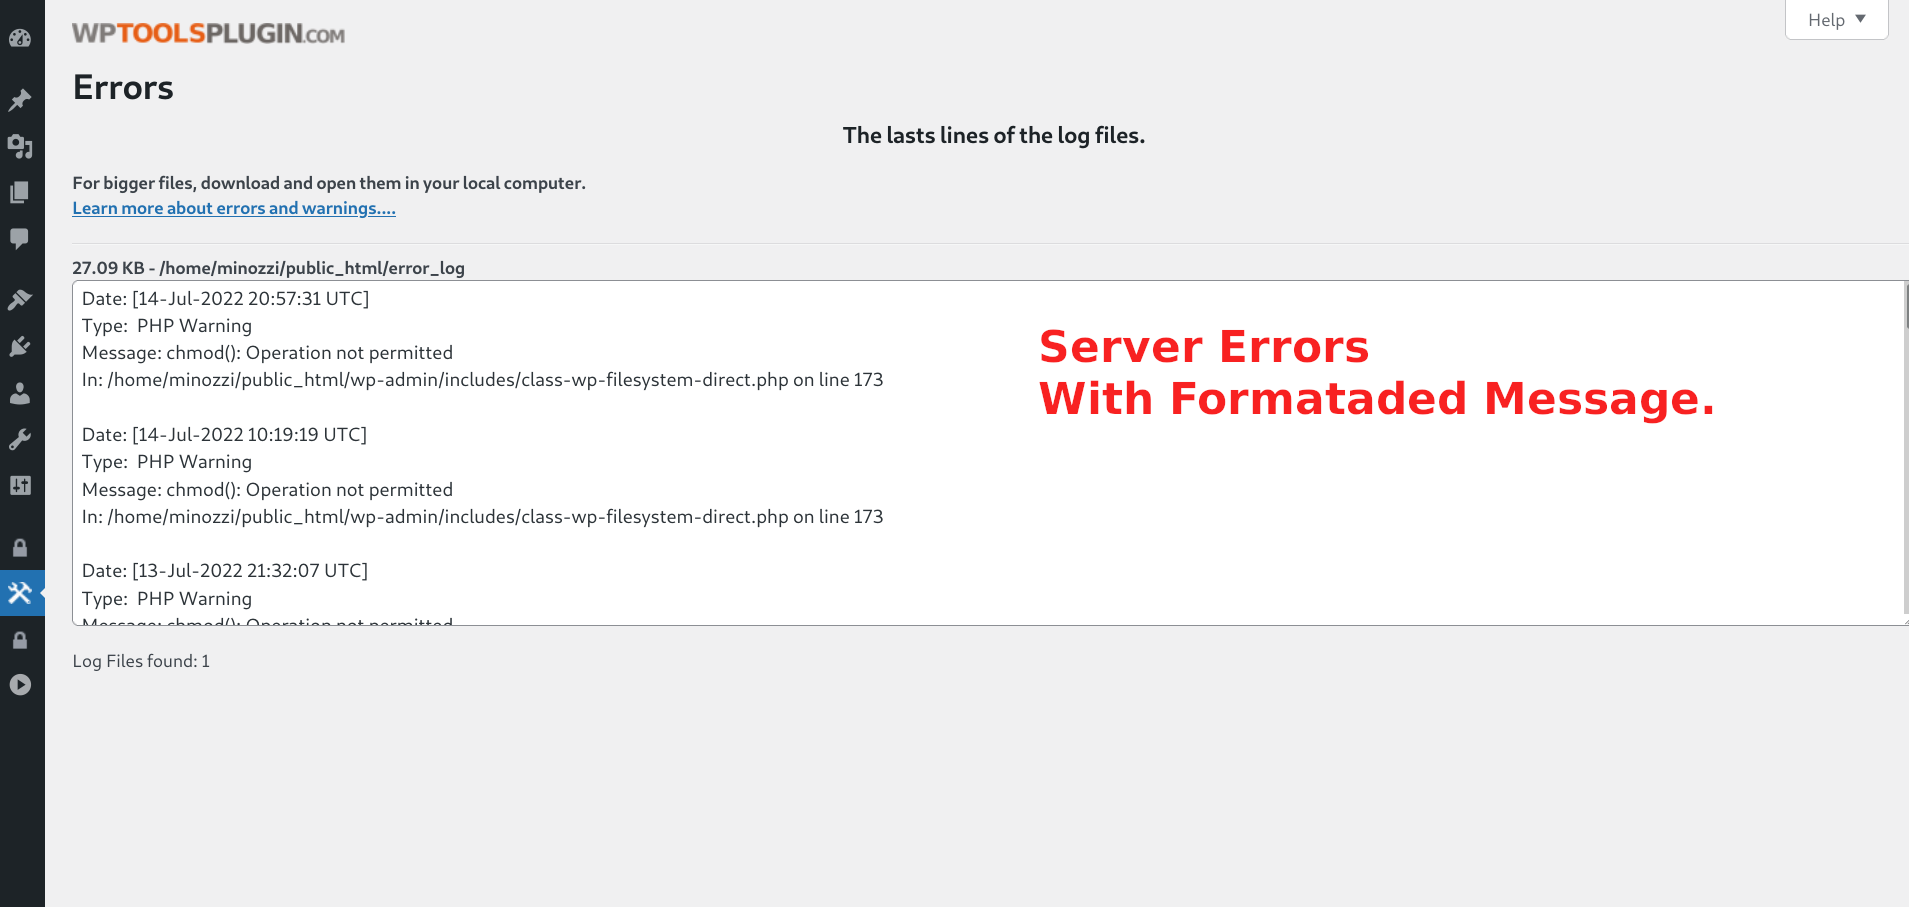 WPTOOLSPLUGIN.COM
Help
Errors
The lasts lines of the log files.
For bigger files, download and open them in your local computer.
Learn more about errors and warnings....
27.09 KB - /home/minozzi/public_html/error_log
Date: [14-Jul-2022 20:57:31 UTC]
Type:  PHP Warning
Message: chmod(): Operation not permitted
In: /home/minozzi/public_html/wp-admin/includes/class-wp-filesystem-direct.php on line 173
Server Errors
With Formataded Message.
Date: [14-Jul-2022 10:19:19 UTC]
Type:  PHP Warning
Message: chmod(): Operation not permitted
In: /home/minozzi/public_html/wp-admin/includes/class-wp-filesystem-direct.php on line 173
Date: [13-Jul-2022 21:32:07 UTC]
Type:  PHP Warning
Message: chmod(): Operation not permitted
Log Files found: 1